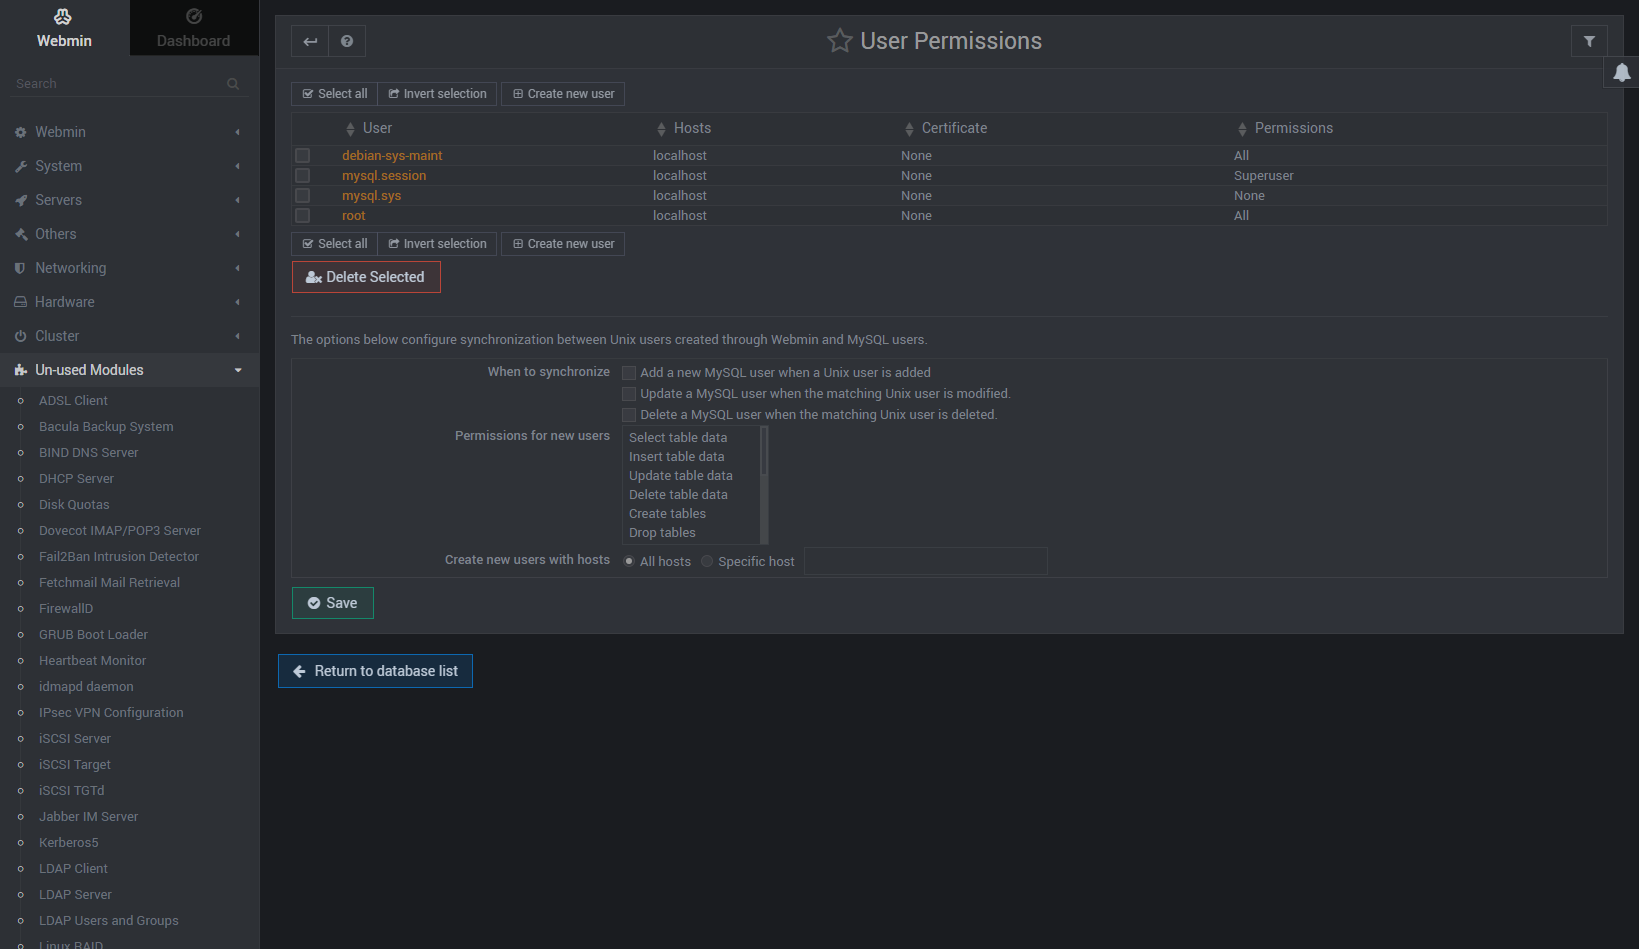 Webmin
Dashboard
Search
Webmin
System
Servers
Others
Networking
Hardware
Cluster
Un-used Modules
ADSL Client
Bacula Backup System
BIND DNS Server
DHCP Server
Disk Quotas
Dovecot IMAP/POP3 Server
Fail2Ban Intrusion Detector
Fetchmail Mail Retrieval
FirewallD
GRUB Boot Loader
Heartbeat Monitor
idmapd daemon
IPsec VPN Configuration
iSCSI Server
iSCSI Target
iSCSI TGTd
Jabber IM Server
Kerberos5
LDAP Client
LDAP Server
LDAP Users and Groups
Linux RAID
User Permissions
Select all Invert selection Create new user
User Hosts Certificate Permissions
debian-sys-maint localhost None All
mysql.session localhost None Superuser
mysql.sys localhost None None
root localhost None All
Select all Invert selection Create new user
Delete Selected
The options below configure synchronization between Unix users created through Webmin and MySQL users.
When to synchronize Add a new MySQL user when a Unix user is added
Update a MySQL user when the matching Unix user is modified.
Delete a MySQL user when the matching Unix user is deleted.
Permissions for new users Select table data
Insert table data
Update table data
Delete table data
Create tables
Drop tables
Create new users with hosts All hosts Specific host
Save
Return to database list